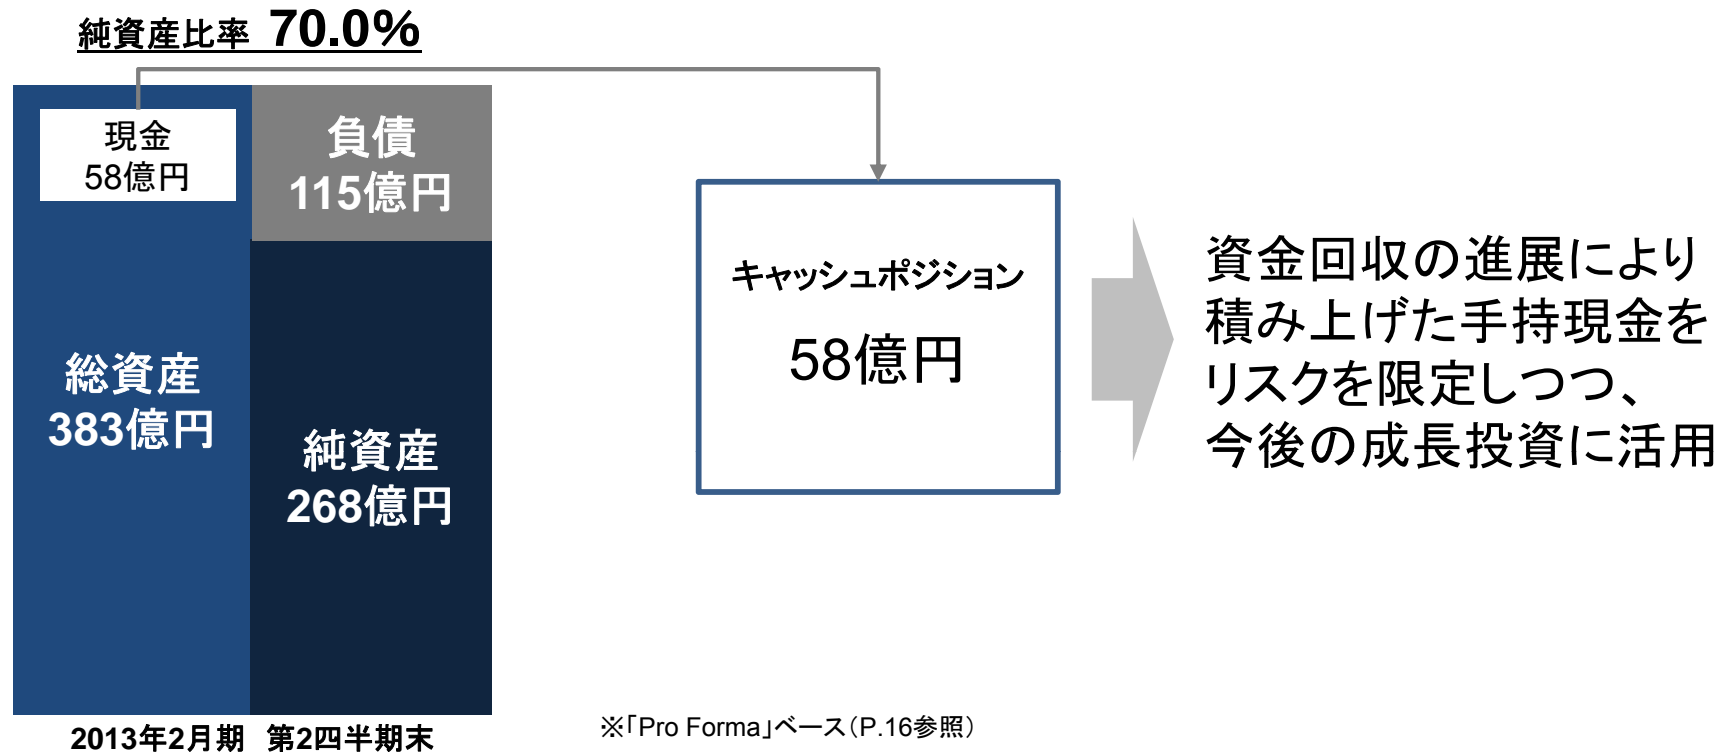 純資産比率 70.0%
現金
58億円
負債
115億円
総資産
383億円
純資産
268億円
2013年2月期 第2四半期末
キャッシュポジション
58億円
資金回収の進展により
積み上げた手持現金を
リスクを限定しつつ、
今後の成長投資に活用
※「Pro Forma」ベース（P.16参照）